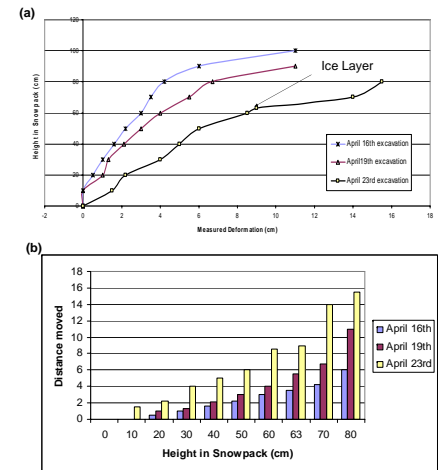 (a)
120
100
80
60
40
20
0
Height in Snowpack (cm)
Ice Layer
April 16th excavation
April19th excavation
April 23rd excavation
-2 0 2 4 6 8 10 12 14 16 18
Measured Deformation (cm)
(b)
18
16
14
12
10
8
6
4
2
0
Distance moved
April 16th
April 19th
April 23rd
0 10 20 30 40 50 60 63 70 80
Height in Snowpack (cm)